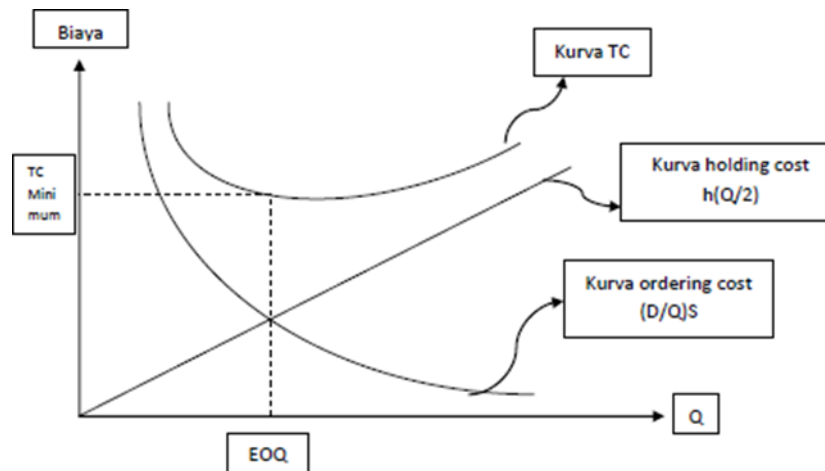 Biaya
Kurva TC
TC
Mini
mum
Kurva holding cost
h(Q/2)
Kurva ordering cost
(D/Q)S
Q
EOQ